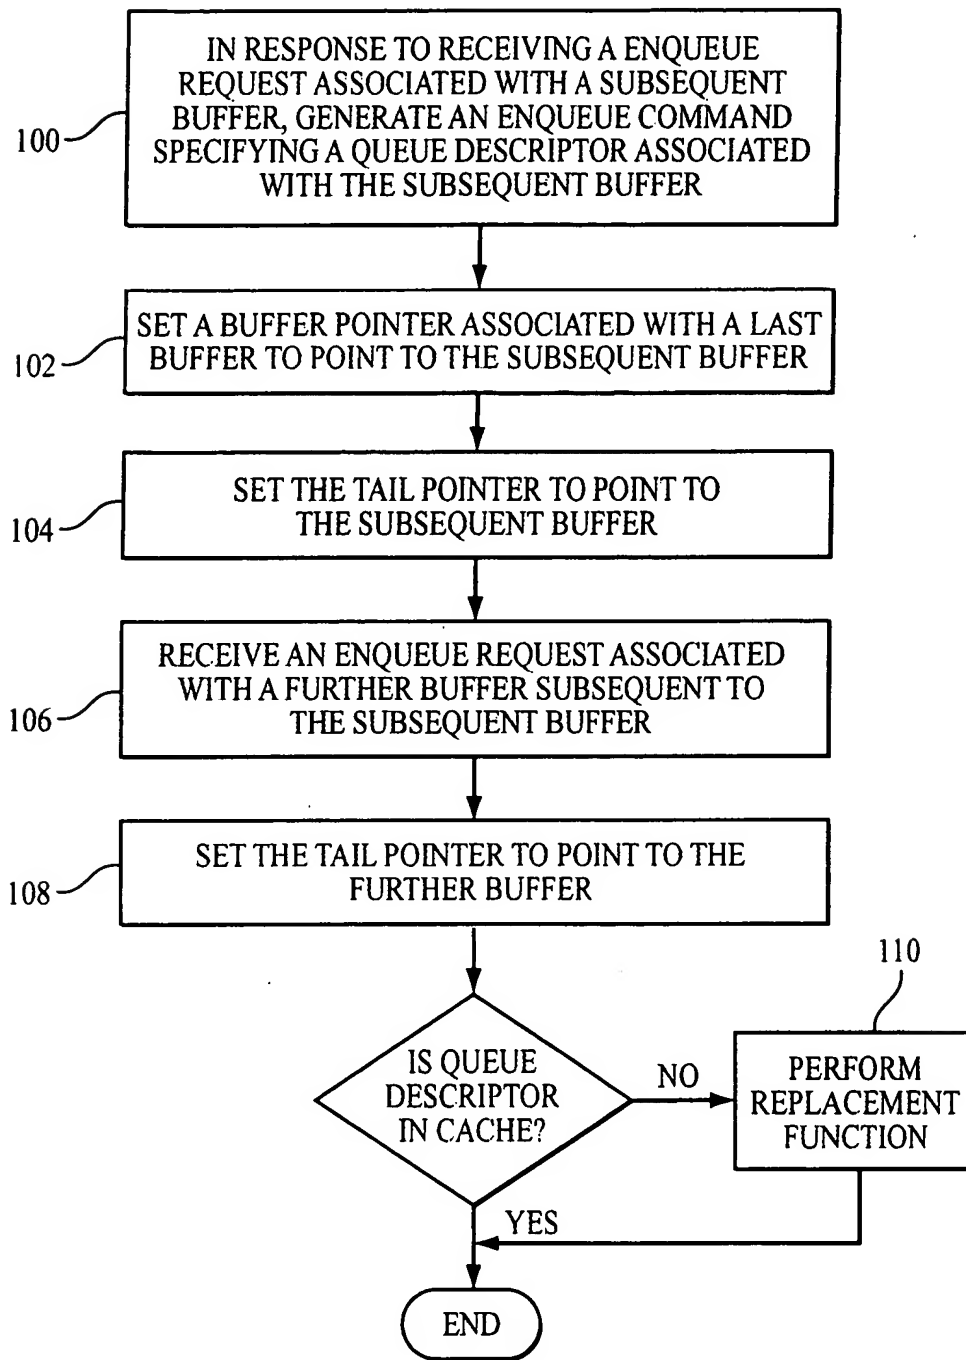 IN RESPONSE TO RECEIVING A ENQUEUE
REQUEST ASSOCIATED WITH A SUBSEQUENT
BUFFER, GENERATE AN ENQUEUE COMMAND
SPECIFYING A QUEUE DESCRIPTOR ASSOCIATED
WITH THE SUBSEQUENT BUFFER
100
SET A BUFFER POINTER ASSOCIATED WITH A LAST
BUFFER TO POINT TO THE SUBSEQUENT BUFFER
102
SET THE TAIL POINTER TO POINT TO
THE SUBSEQUENT BUFFER
104
RECEIVE AN ENQUEUE REQUEST ASSOCIATED
WITH A FURTHER BUFFER SUBSEQUENT TO
THE SUBSEQUENT BUFFER
106
SET THE TAIL POINTER TO POINT TO THE
FURTHER BUFFER
108
IS QUEUE
DESCRIPTOR
IN CACHE?
NO
110
PERFORM
REPLACEMENT
FUNCTION
YES
END